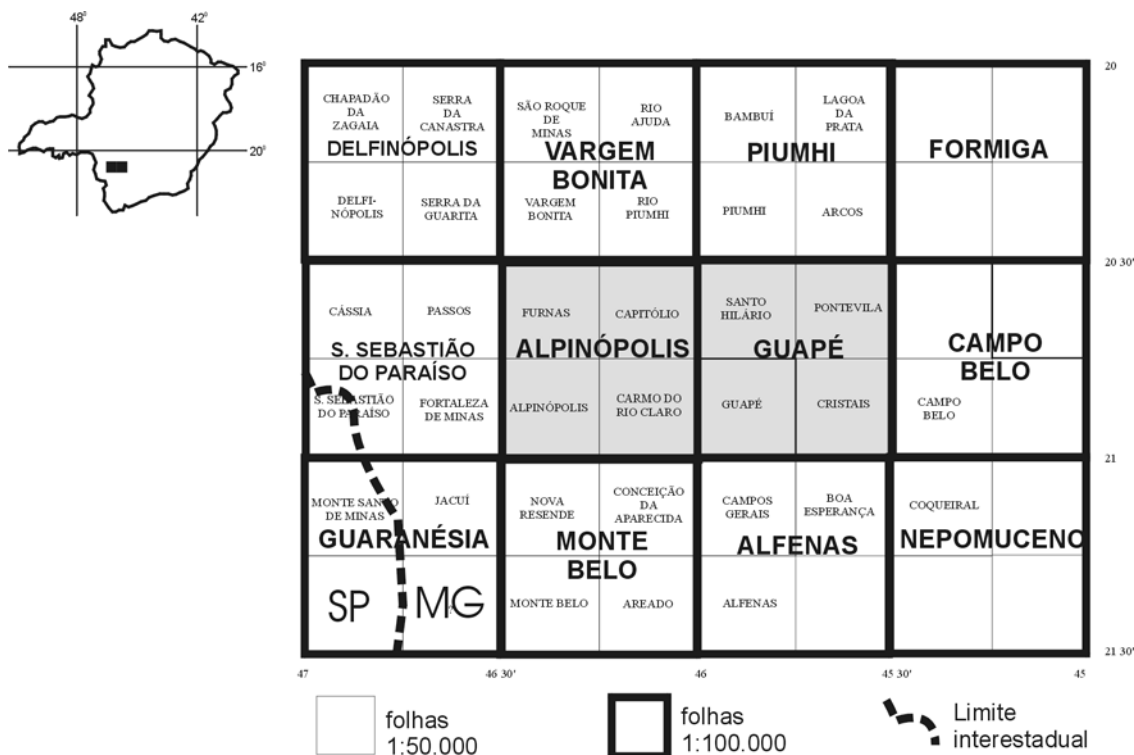 48°
42°
16°
20°
20
CHAPADÃO
DA
ZAGAIA
SERRA
DA
CANASTRA
DELFINÓPOLIS
DELFI-
NÓPOLIS
SERRA DA
GUARITA
SÃO ROQUE
DE
MINAS
RIO
AJUDA
VARGEM
BONITA
VARGEM
BONITA
RIO
PIUMHI
BAMBUÍ
LAGOA
DA
PRATA
PIUMHI
PIUMHI
ARCOS
FORMIGA
20 30'
CÁSSIA
PASSOS
S. SEBASTIÃO
DO PARAÍSO
S. SEBASTIÃO
DO PARAÍSO
FORTALEZA
DE MINAS
FURNAS
CAPITÓLIO
ALPINÓPOLIS
ALPINÓPOLIS
CARMO DO
RIO CLARO
SANTO
HILÁRIO
PONTEVILA
GUAPÉ
GUAPÉ
CRISTAIS
CAMPO
BELO
CAMPO
BELO
21
MONTE SANTO
DE MINAS
JACUÍ
GUARANÉSIA
SP
MG
NOVA
RESENDE
CONCEIÇÃO
DA
APARECIDA
MONTE
BELO
MONTE BELO
AREADO
CAMPOS
GERAIS
BOA
ESPERANÇA
ALFENAS
ALFENAS
COQUEIRAL
NEPOMUCENO
21 30'
47
46 30'
46
45 30'
45
folhas
1:50.000
folhas
1:100.000
Limite
interestadual